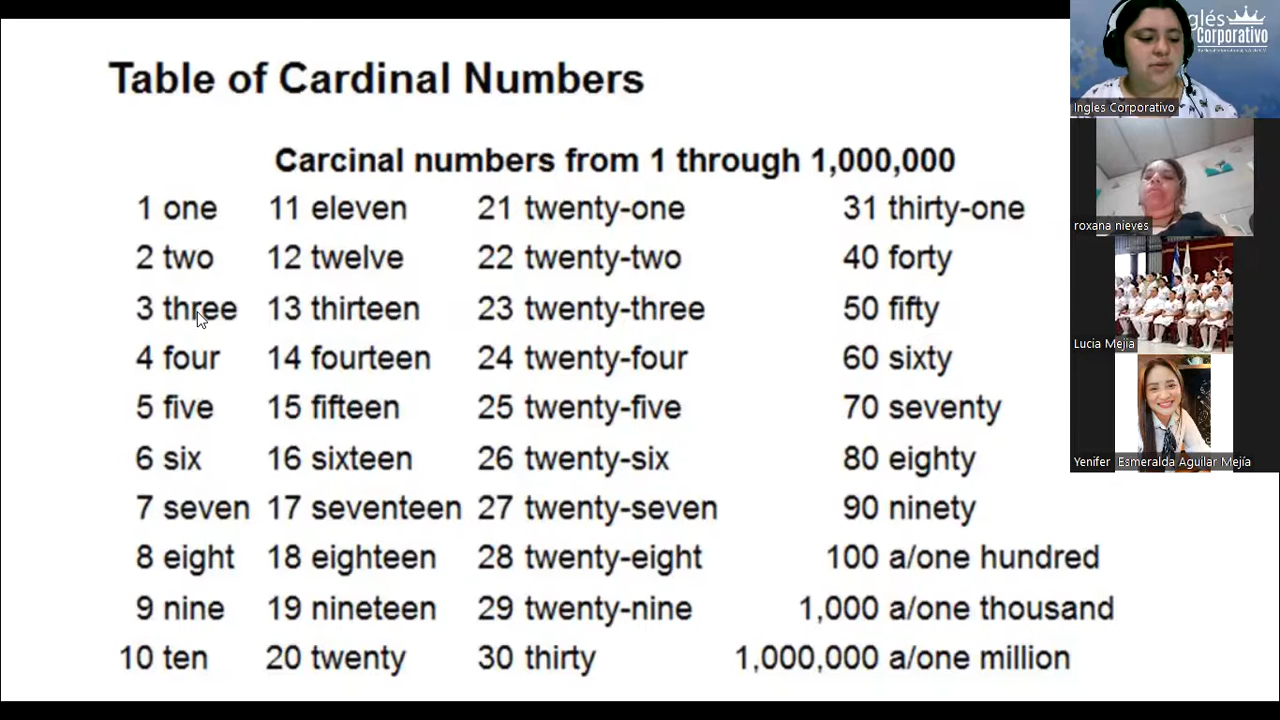 Table of Cardinal Numbers
Carcinal numbers from 1 through 1,000,000
1 one 11 eleven 21 twenty-one 31 thirty-one
2 two 12 twelve 22 twenty-two 40 forty
3 three 13 thirteen 23 twenty-three 50 fifty
4 four 14 fourteen 24 twenty-four 60 sixty
5 five 15 fifteen 25 twenty-five 70 seventy
6 six 16 sixteen 26 twenty-six 80 eighty
7 seven 17 seventeen 27 twenty-seven 90 ninety
8 eight 18 eighteen 28 twenty-eight 100 a/one hundred
9 nine 19 nineteen 29 twenty-nine 1,000 a/one thousand
10 ten 20 twenty 30 thirty 1,000,000 a/one million
glés
Corporativo
Ingles Corporativo
roxana nieves
Lucia Mejia
Yenifer Esmeralda Aguilar Mejía